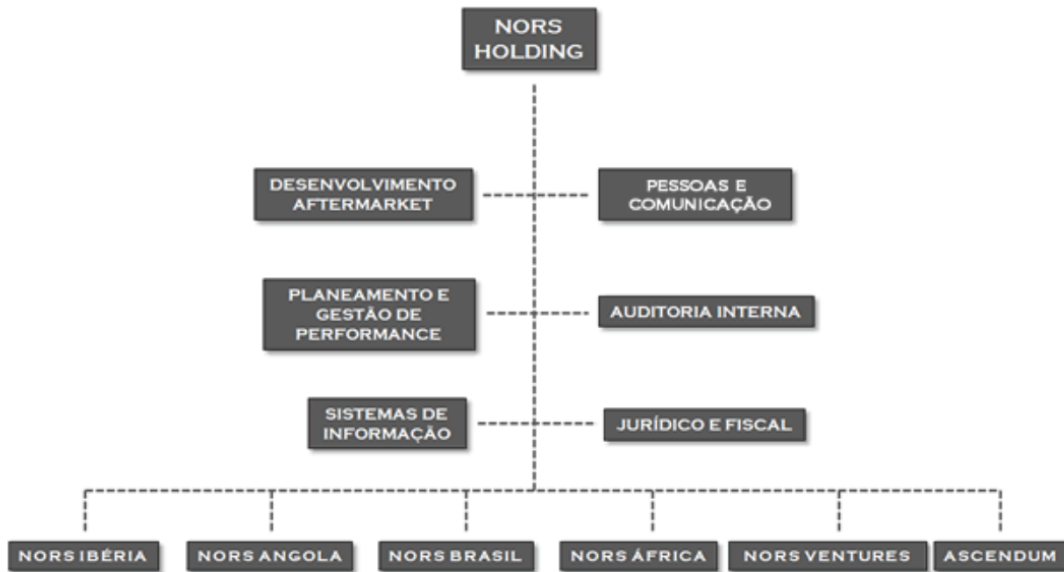 NORS
HOLDING
DESENVOLVIMENTO
AFTERMARKET
PESSOAS E
COMUNICAÇÃO
PLANEAMENTO E
GESTÃO DE
PERFORMANCE
AUDITORIA INTERNA
SISTEMAS DE
INFORMAÇÃO
JURÍDICO E FISCAL
NORS IBÉRIA
NORS ANGOLA
NORS BRASIL
NORS ÁFRICA
NORS VENTURES
ASCENDUM